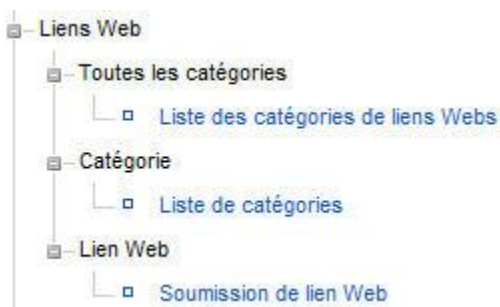 Liens Web
Toutes les catégories
Liste des catégories de liens Webs
Catégorie
Liste de catégories
Lien Web
Soumission de lien Web